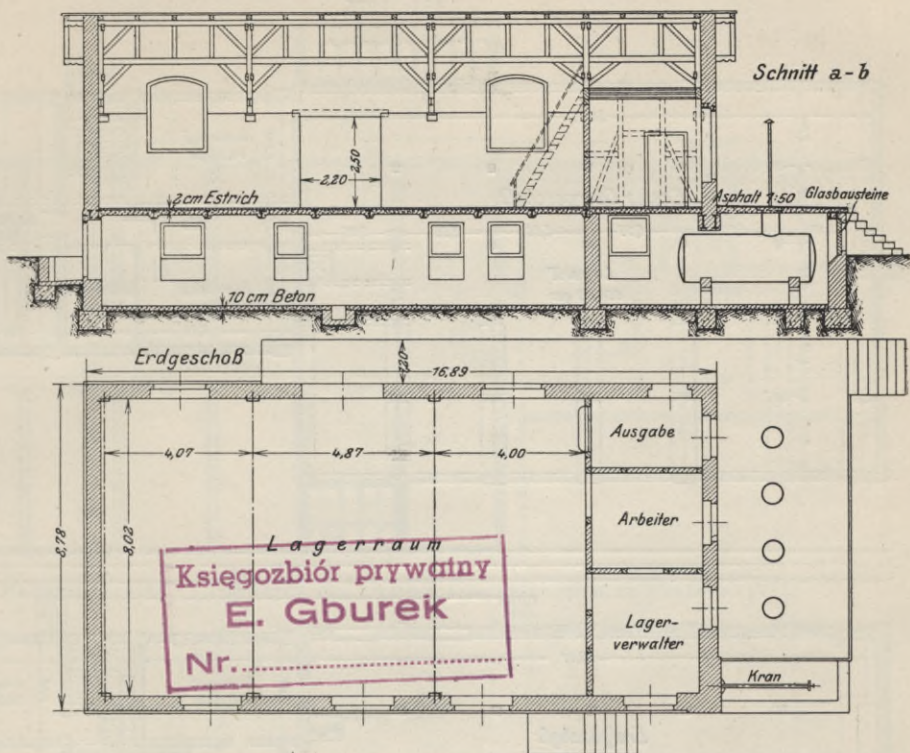 Schnitt a-b
2,50
2,20
2cm Estrich
Asphalt 1:50
Glasbausteine
10 cm Beton
Erdgeschoß
1,20
16,89
Ausgabe
4,07
4,87
4,00
Arbeiter
8,78
8,02
Lagerraum
Księgozbiór prywatny
E. Gburek
Nr.
Lager-
verwalter
Kran